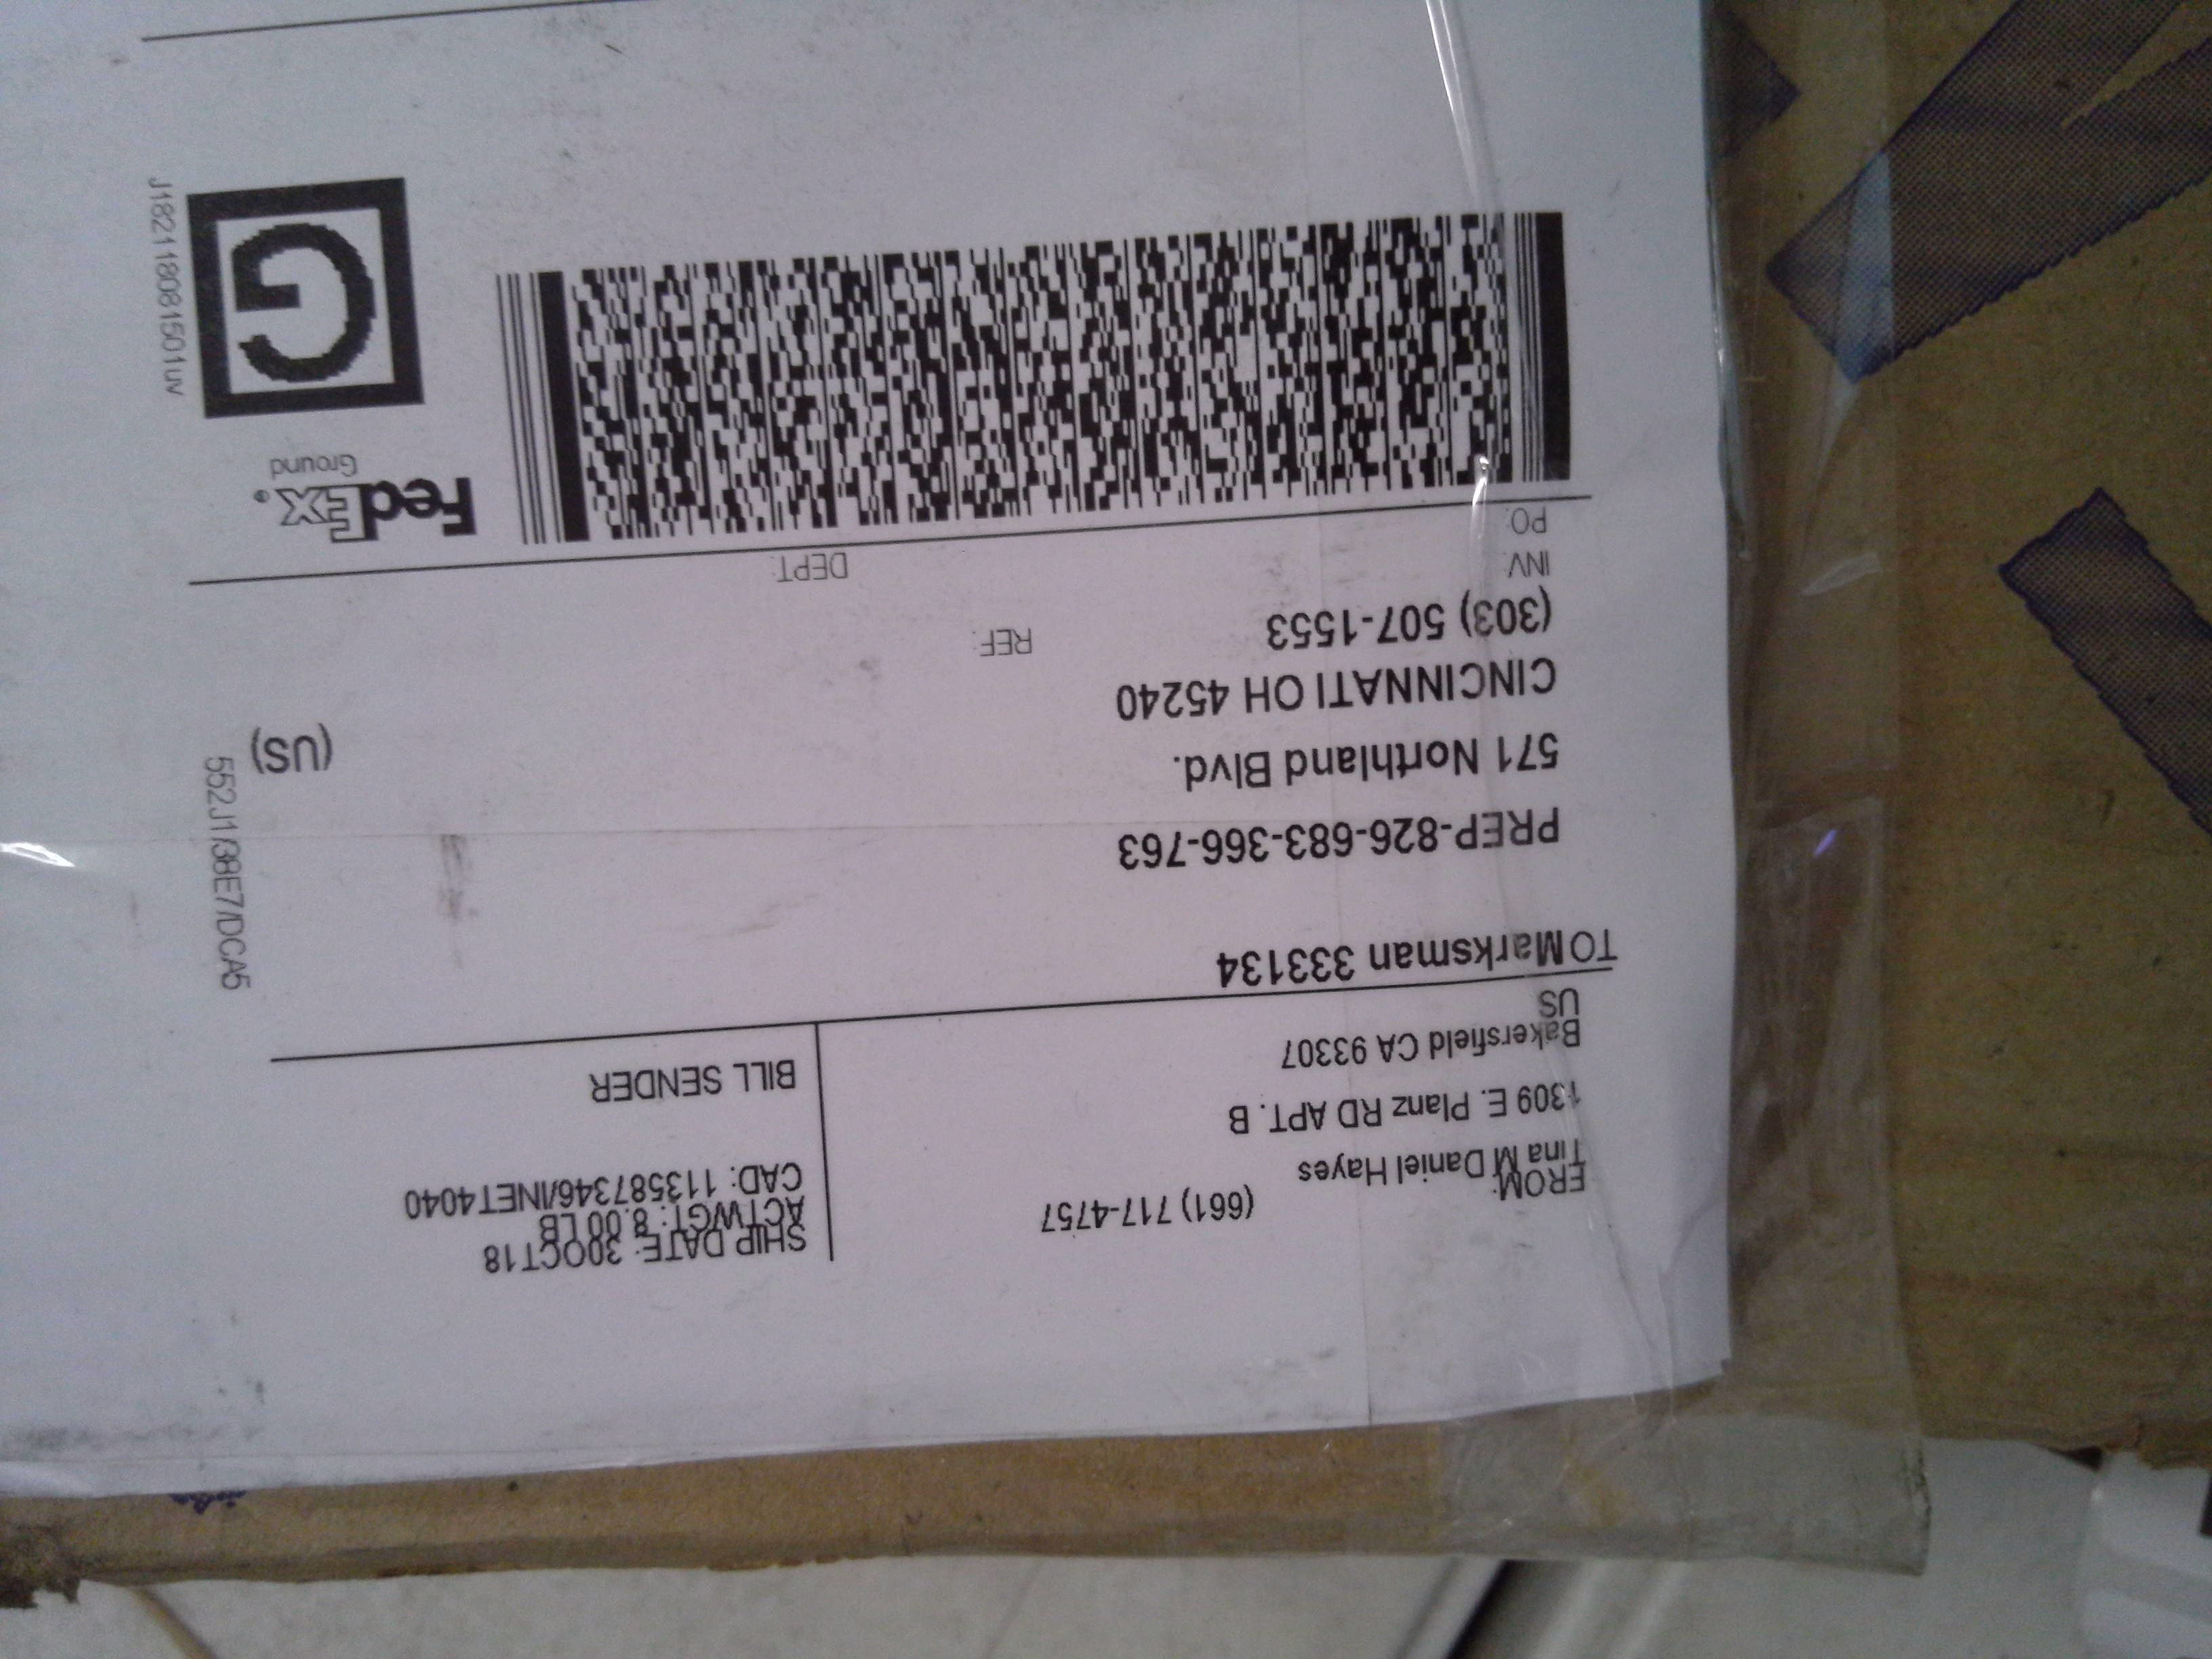 FROM: (661) 717-4757
Tina M Daniel Hayes
1309 E. Planz RD APT. B
Bakersfield CA 93307
US
SHIP DATE: 30OCT18
ACTWGT: 8.00 LB
CAD: 113587346/INET4040
BILL SENDER
TO Marksman 333134
PREP-826-683-366-763
571 Northland Blvd.
CINCINNATI OH 45240
(US)
(303) 507-1553
REF:
INV:
PO:
DEPT:
552J1/38E7/DCA5
FedEx®
Ground
G
J182118081501uv